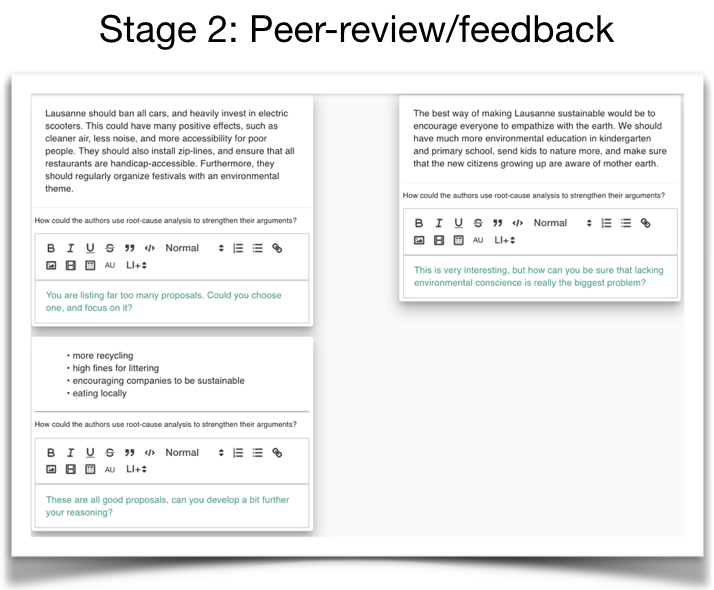 Stage 2: Peer-review/feedback
Lausanne should ban all cars, and heavily invest in electric
scooters. This could have many positive effects, such as
cleaner air, less noise, and more accessibility for poor
people. They should also install zip-lines, and ensure that all
restaurants are handicap-accessible. Furthermore, they
should regularly organize festivals with an environmental
theme.
How could the authors use root-cause analysis to strengthen their arguments?
B I U S ❞ </> Normal
AU LI+
You are listing far too many proposals. Could you choose
one, and focus on it?
• more recycling
• high fines for littering
• encouraging companies to be sustainable
• eating locally
How could the authors use root-cause analysis to strengthen their arguments?
B I U S ❞ </> Normal
AU LI+
These are all good proposals, can you develop a bit further
your reasoning?
The best way of making Lausanne sustainable would be to
encourage everyone to empathize with the earth. We should
have much more environmental education in kindergarten
and primary school, send kids to nature more, and make sure
that the new citizens growing up are aware of mother earth.
How could the authors use root-cause analysis to strengthen their arguments?
B I U S ❞ </> Normal
AU LI+
This is very interesting, but how can you be sure that lacking
environmental conscience is really the biggest problem?